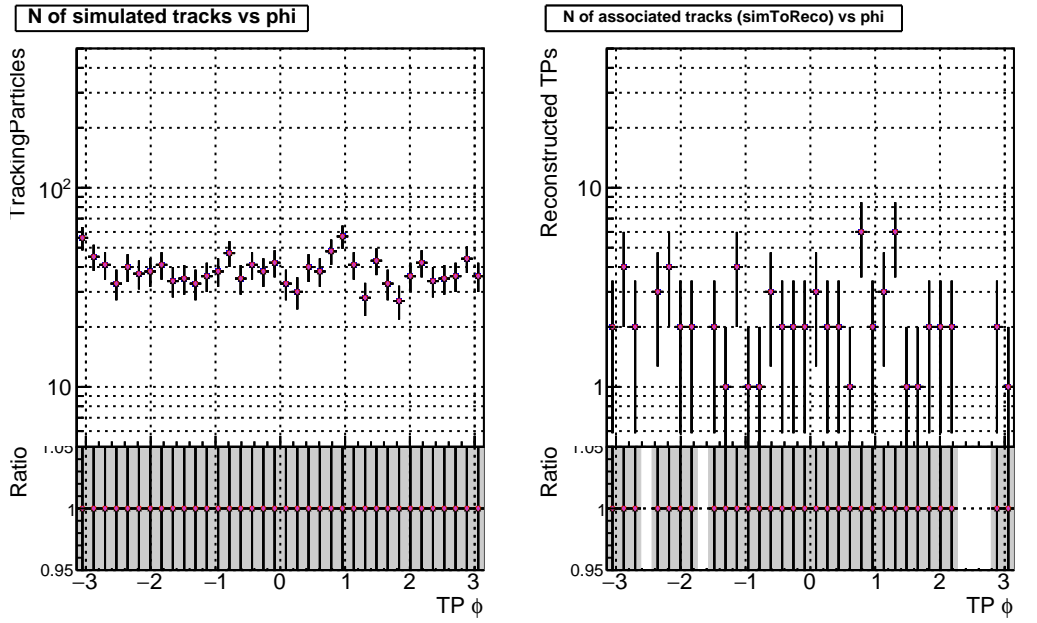 N of simulated tracks vs phi
TrackingParticles
10²
10
Ratio
1.05
1
0.95
−3 −2 −1 0 1 2 3
TP ϕ
N of associated tracks (simToReco) vs phi
Reconstructed TPs
10
1
Ratio
1.05
1
0.95
−3 −2 −1 0 1 2 3
TP ϕ